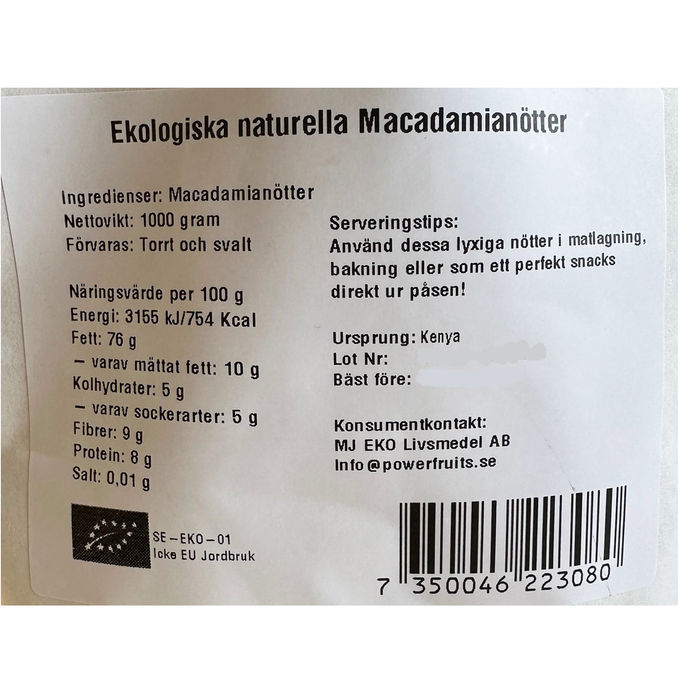 Ekologiska naturella Macadamianötter
Ingredienser: Macadamianötter
Nettovikt: 1000 gram
Förvaras: Torrt och svalt
Näringsvärde per 100 g
Energi: 3155 kJ/754 Kcal
Fett: 76 g
– varav mättat fett: 10 g
Kolhydrater: 5 g
– varav sockerarter: 5 g
Fibrer: 9 g
Protein: 8 g
Salt: 0,01 g
SE–EKO–01
Icke EU Jordbruk
Serveringstips:
Använd dessa lyxiga nötter i matlagning,
bakning eller som ett perfekt snacks
direkt ur påsen!
Ursprung: Kenya
Lot Nr:
Bäst före:
Konsumentkontakt:
MJ EKO Livsmedel AB
Info@powerfruits.se
7 350046 223080